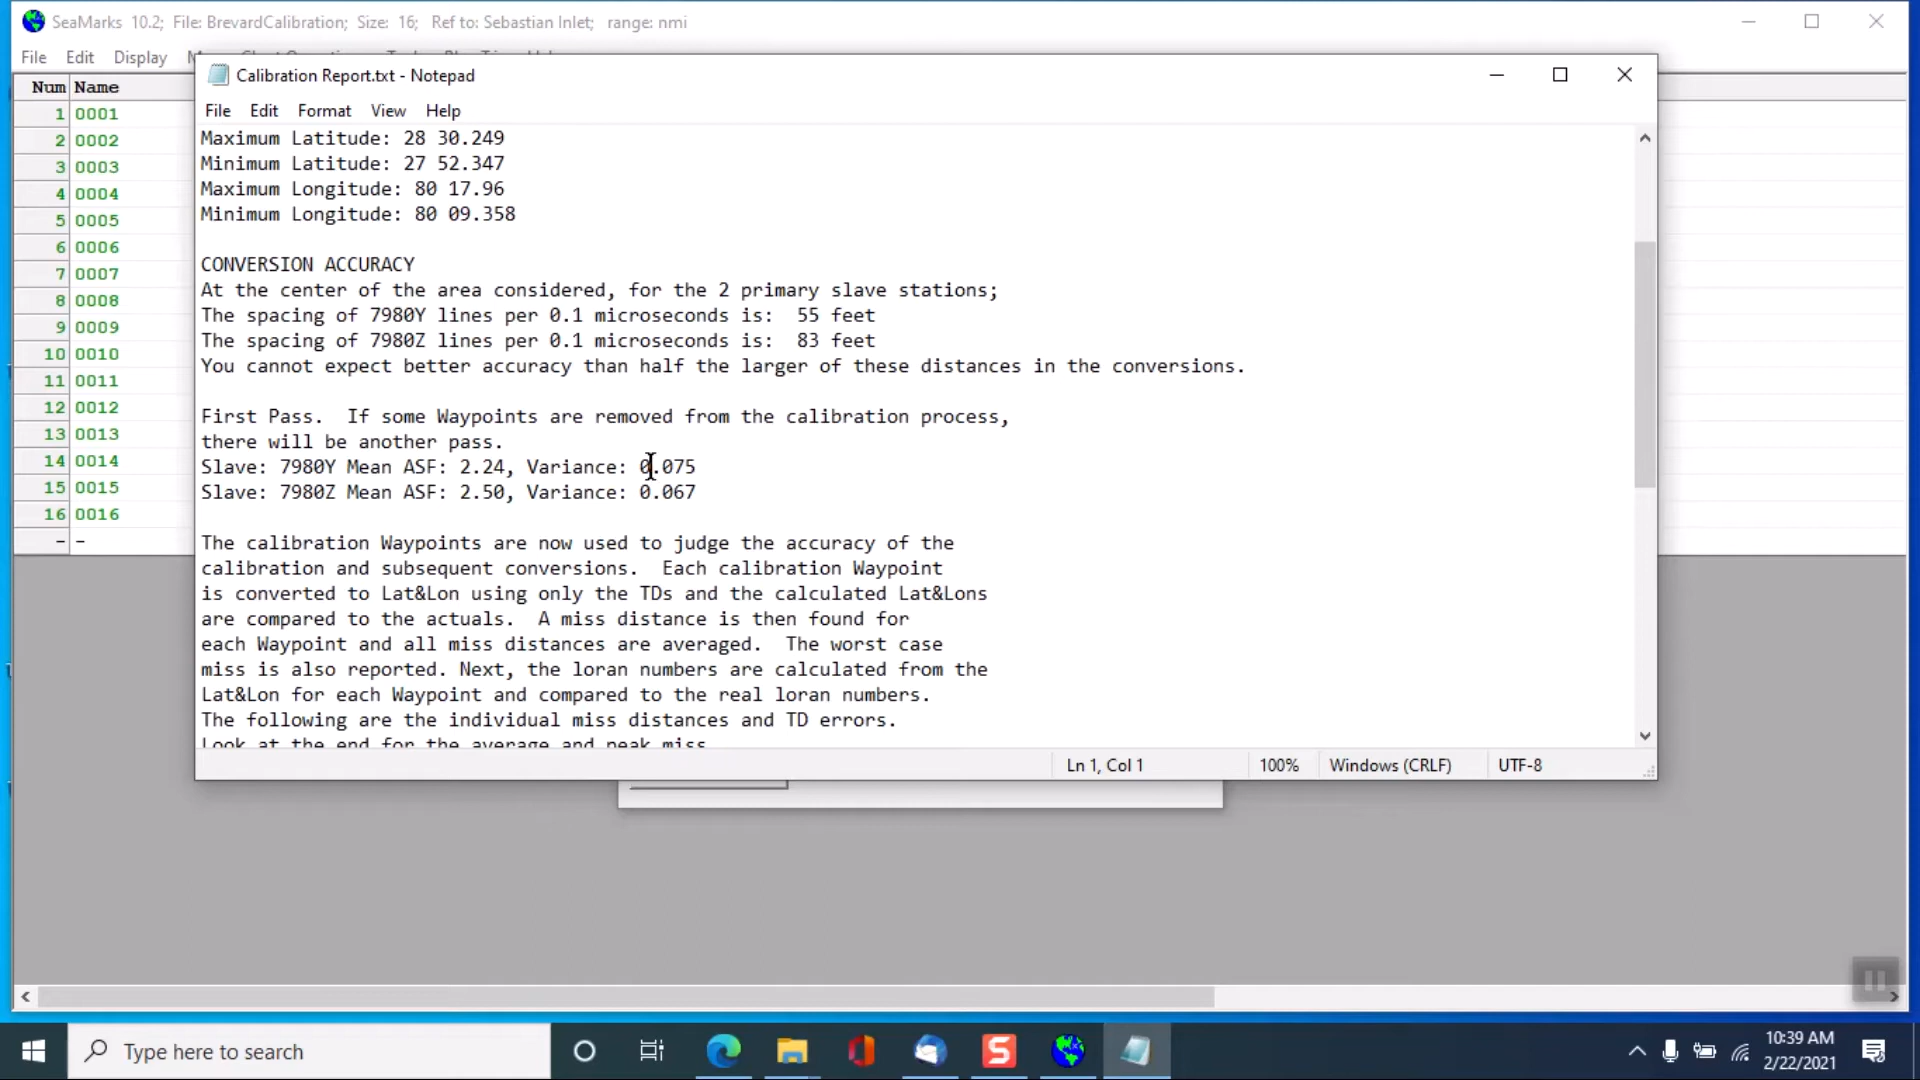 SeaMarks 10.2; File: BrevardCalibration; Size: 16; Ref to: Sebastian Inlet; range: nmi
File Edit Display
Calibration Report.txt - Notepad
File Edit Format View Help
Num Name
1 0001
2 0002
3 0003
4 0004
5 0005
6 0006
7 0007
8 0008
9 0009
10 0010
11 0011
12 0012
13 0013
14 0014
15 0015
16 0016
- -
Maximum Latitude: 28 30.249
Minimum Latitude: 27 52.347
Maximum Longitude: 80 17.96
Minimum Longitude: 80 09.358
CONVERSION ACCURACY
At the center of the area considered, for the 2 primary slave stations;
The spacing of 7980Y lines per 0.1 microseconds is:  55 feet
The spacing of 7980Z lines per 0.1 microseconds is:  83 feet
You cannot expect better accuracy than half the larger of these distances in the conversions.
First Pass.  If some Waypoints are removed from the calibration process,
there will be another pass.
Slave: 7980Y Mean ASF: 2.24, Variance: 0.075
Slave: 7980Z Mean ASF: 2.50, Variance: 0.067
The calibration Waypoints are now used to judge the accuracy of the
calibration and subsequent conversions.  Each calibration Waypoint
is converted to Lat&Lon using only the TDs and the calculated Lat&Lons
are compared to the actuals.  A miss distance is then found for
each Waypoint and all miss distances are averaged.  The worst case
miss is also reported. Next, the loran numbers are calculated from the
Lat&Lon for each Waypoint and compared to the real loran numbers.
The following are the individual miss distances and TD errors.
Look at the end for the average and peak miss
Ln 1, Col 1 100% Windows (CRLF) UTF-8
Type here to search
10:39 AM
2/22/2021